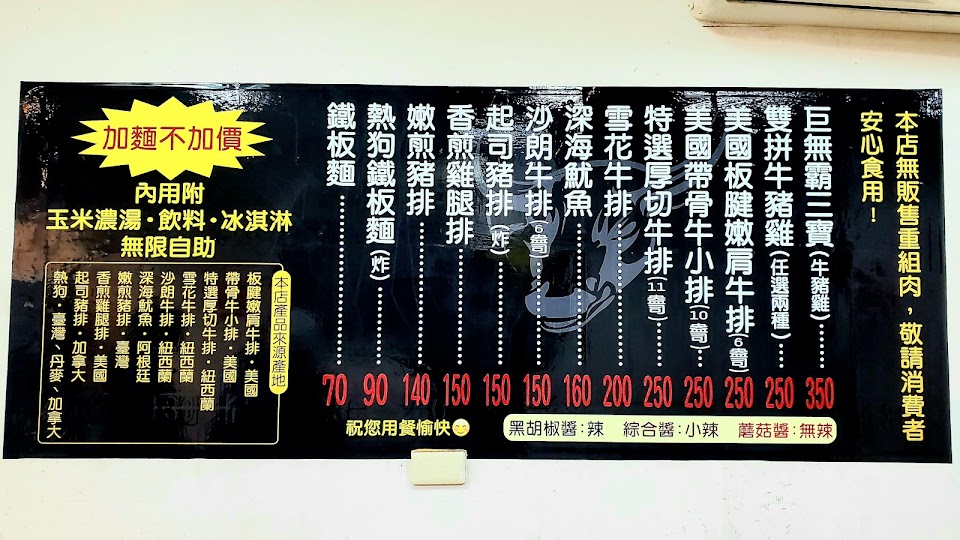 本店無販售重組肉，敬請消費者
安心食用！
巨無霸三寶(牛豬雞)……350
雙拼牛豬雞(任選兩種)……250
美國板腱嫩肩牛排(6盎司)……250
美國帶骨牛小排(10盎司)……250
特選厚切牛排(11盎司)……250
雪花牛排……200
深海魷魚……160
沙朗牛排(6盎司)……150
起司豬排(炸)……150
香煎雞腿排……150
嫩煎豬排……140
熱狗鐵板麵(炸)……90
鐵板麵……70
黑胡椒醬:辣 綜合醬:小辣 蘑菇醬:無辣
祝您用餐愉快😊
加麵不加價
內用附
玉米濃湯·飲料·冰淇淋
無限自助
本店產品來源產地
板腱嫩肩牛排·美國
帶骨牛小排·美國
特選厚切牛排·紐西蘭
雪花牛排·紐西蘭
沙朗牛排·紐西蘭
深海魷魚·阿根廷
嫩煎豬排·臺灣
香煎雞腿排·美國
起司豬排·加拿大
熱狗·臺灣、丹麥、加拿大